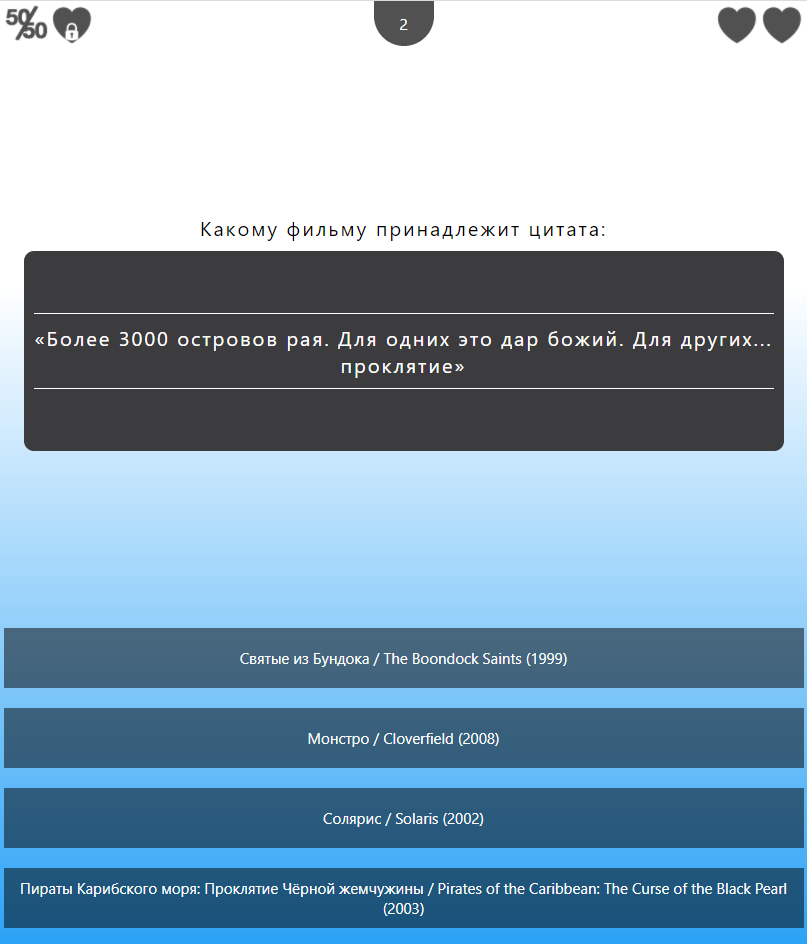 50/50
2
Какому фильму принадлежит цитата:
«Более 3000 островов рая. Для одних это дар божий. Для других...
проклятие»
Святые из Бундока / The Boondock Saints (1999)
Монстро / Cloverfield (2008)
Солярис / Solaris (2002)
Пираты Карибского моря: Проклятие Чёрной жемчужины / Pirates of the Caribbean: The Curse of the Black Pearl
(2003)